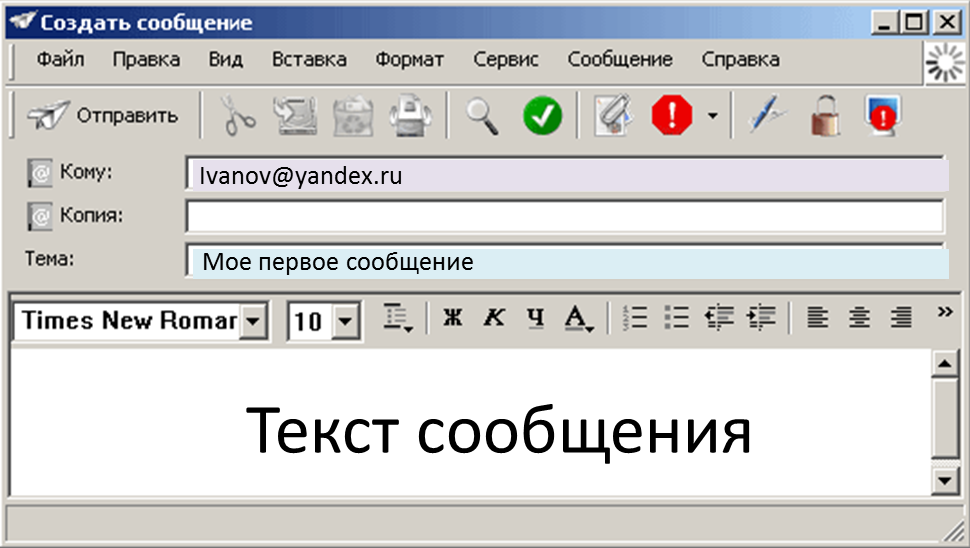 Создать сообщение
Файл Правка Вид Вставка Формат Сервис Сообщение Справка
Отправить
Кому: Ivanov@yandex.ru
Копия:
Тема: Мое первое сообщение
Times New Romar 10 Ж К Ч А
Текст сообщения